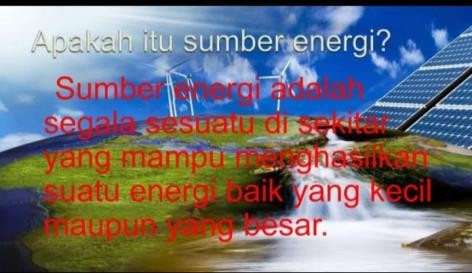 Apakah itu sumber energi?
Sumber energi adalah
segala sesuatu di sekitar
yang mampu menghasilkan
suatu energi baik yang kecil
maupun yang besar.